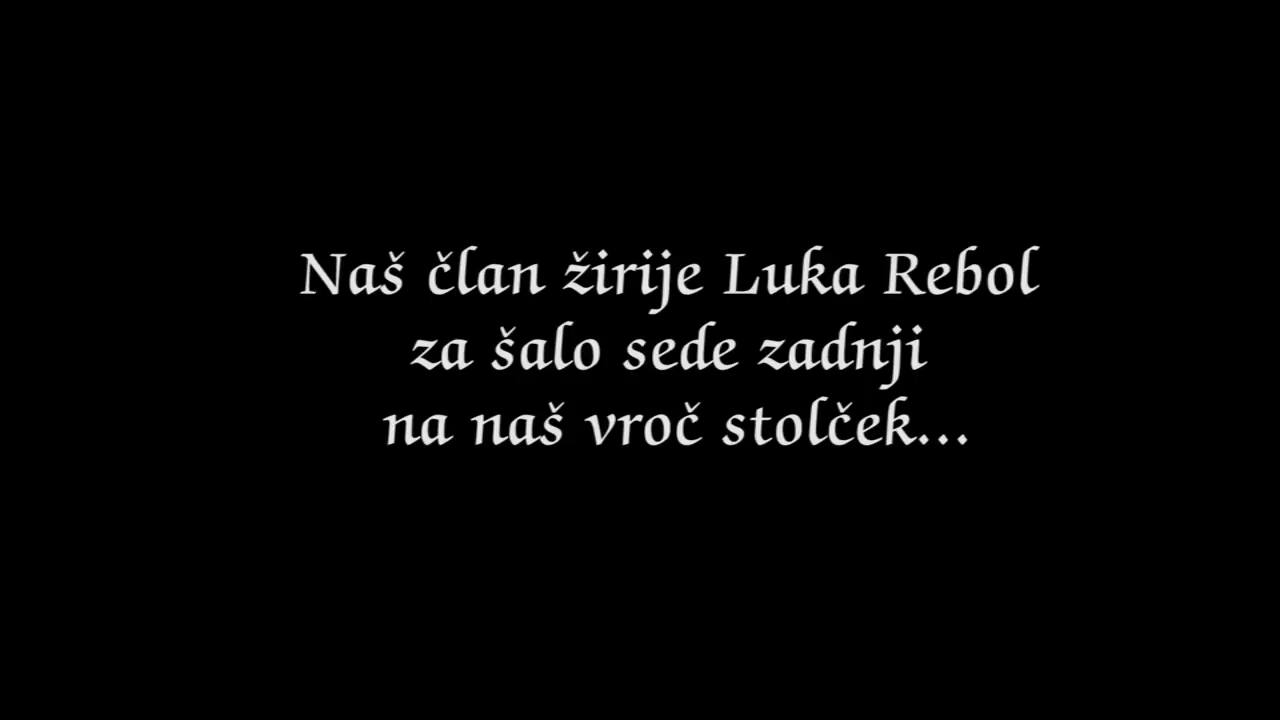 Naš član žirije Luka Rebol
za šalo sede zadnji
na naš vroč stolček...